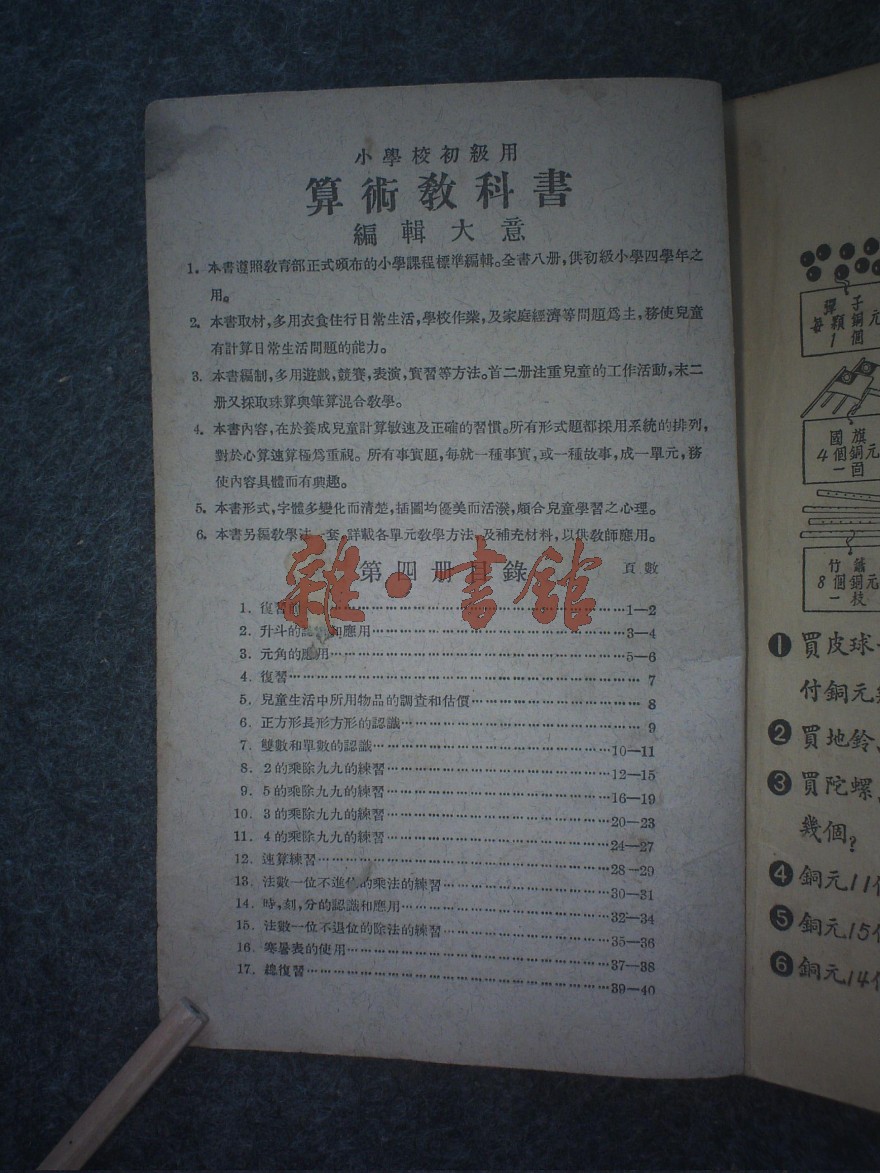 小學校初級用
算術教科書
編輯大意
1. 本書遵照教育部正式頒布的小學課程標準編輯。全書八册，供初級小學四學年之
用。
2. 本書取材，多用衣食住行日常生活，學校作業，及家庭經濟等問題爲主，務使兒童
有計算日常生活問題的能力。
3. 本書編制，多用遊戲，競賽，表演，實習等方法。首二册注重兒童的工作活動，末二
册又採取珠算與筆算混合教學。
4. 本書內容，在於養成兒童計算敏速及正確的習慣。所有形式題都採用系統的排列，
對於心算速算極爲重視。所有事實題，每就一種事實，或一種故事，成一單元，務
使內容具體而有興趣。
5. 本書形式，字體多變化而清楚，插圖均優美而活潑，頗合兒童學習之心理。
6. 本書另編教學法一套，詳載各單元教學方法，及補充材料，以供教師應用。
雜·書館
第四册目錄 頁數
1. 復習 1—2
2. 升斗的認識和應用 3—4
3. 元角的應用 5—6
4. 復習 7
5. 兒童生活中所用物品的調查和估價 8
6. 正方形長形方形的認識 9
7. 雙數和單數的認識 10—11
8. 2的乘除九九的練習 12—15
9. 5的乘除九九的練習 16—19
10. 3的乘除九九的練習 20—23
11. 4的乘除九九的練習 24—27
12. 速算練習 28—29
13. 法數一位不進位的乘法的練習 30—31
14. 時，刻，分的認識和應用 32—34
15. 法數一位不退位的除法的練習 35—36
16. 寒暑表的使用 37—38
17. 總復習 39—40
彈子
每顆銅元
1個
國旗
4個銅元
一面
竹
8個銅元
一枝
❶ 買皮球
付銅元
❷ 買地鈴、
❸ 買陀螺、
幾個？
❹ 銅元11
❺ 銅元15
❻ 銅元14